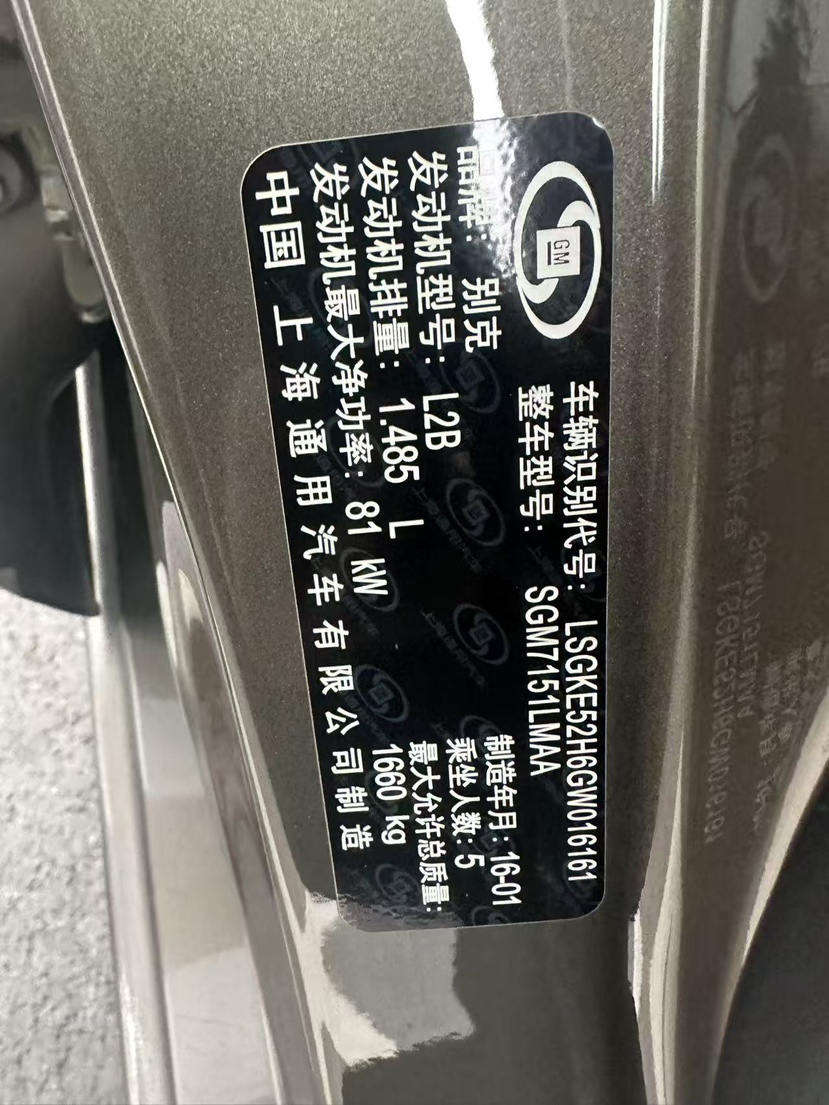 GM
车辆识别代号: LSGKE52H6GW016161
整车型号: SGM7151LMAA
品牌: 别克
制造年月: 16-01
发动机型号: L2B
乘坐人数: 5
发动机排量: 1.485 L
最大允许总质量:
1660 kg
发动机最大净功率: 81 kW
中国 上海通用汽车有限公司制造